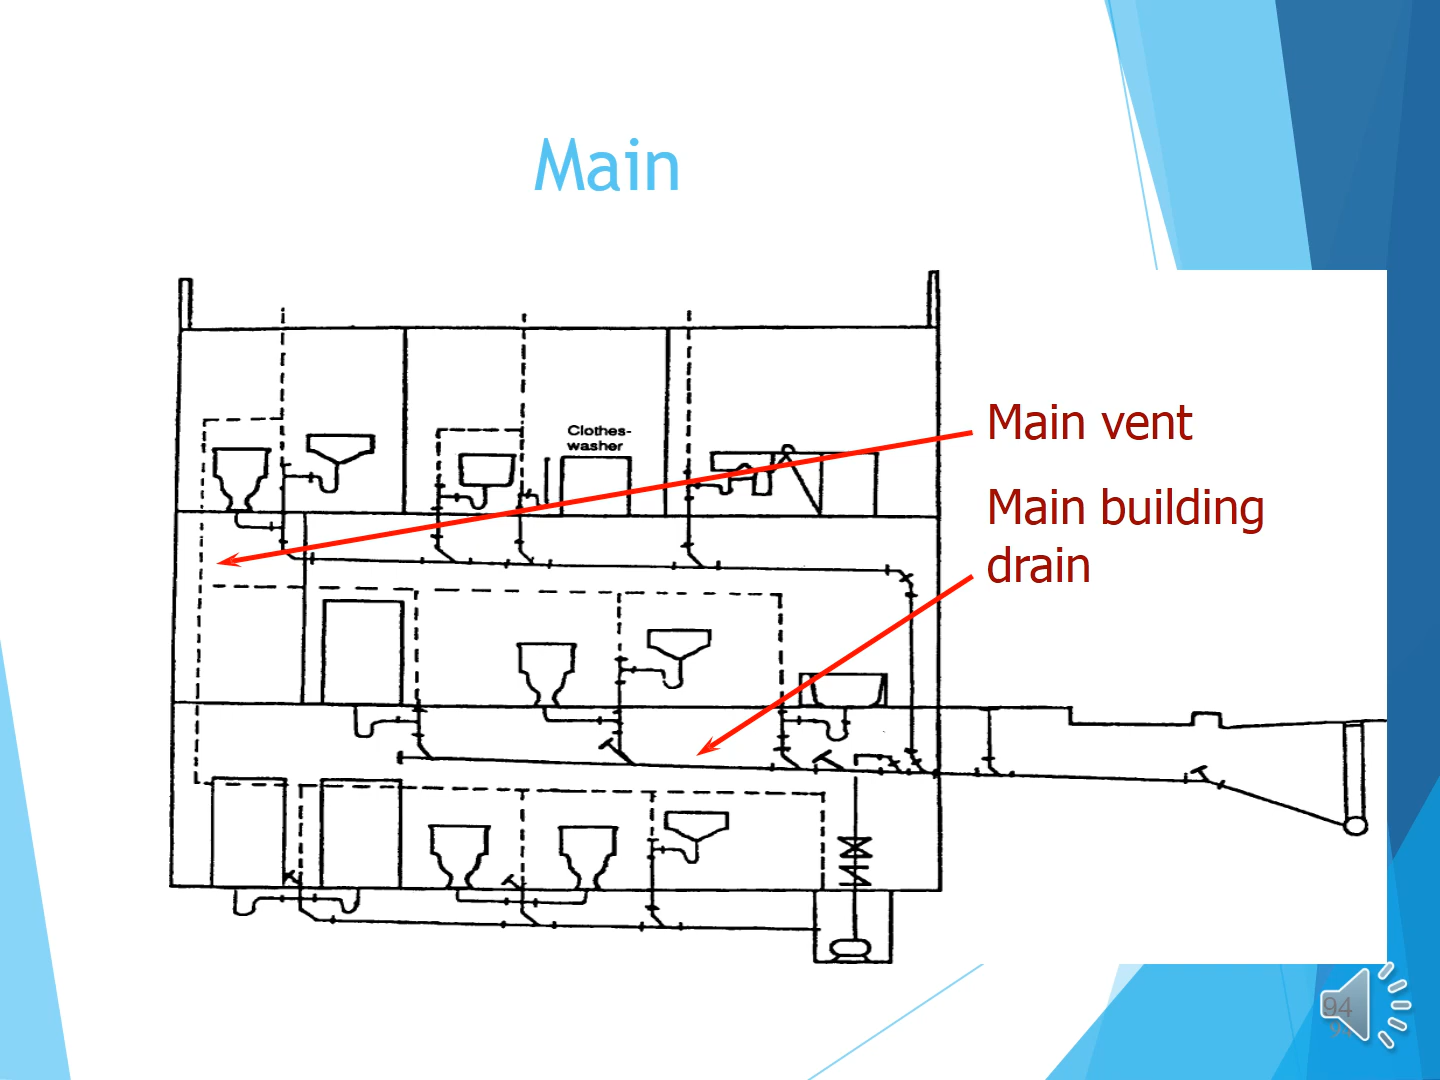 Main
Clothes-
washer
Main vent
Main building
drain
94